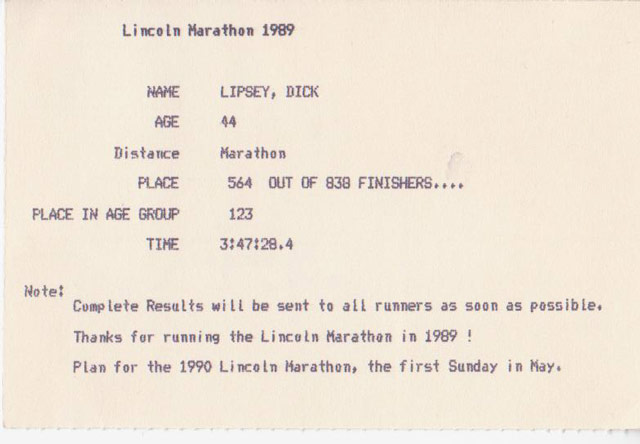 Lincoln Marathon 1989
NAME LIPSEY, DICK
AGE 44
Distance Marathon
PLACE 564 OUT OF 838 FINISHERS....
PLACE IN AGE GROUP 123
TIME 3:47:28.4
Note:
Complete Results will be sent to all runners as soon as possible.
Thanks for running the Lincoln Marathon in 1989 !
Plan for the 1990 Lincoln Marathon, the first Sunday in May.